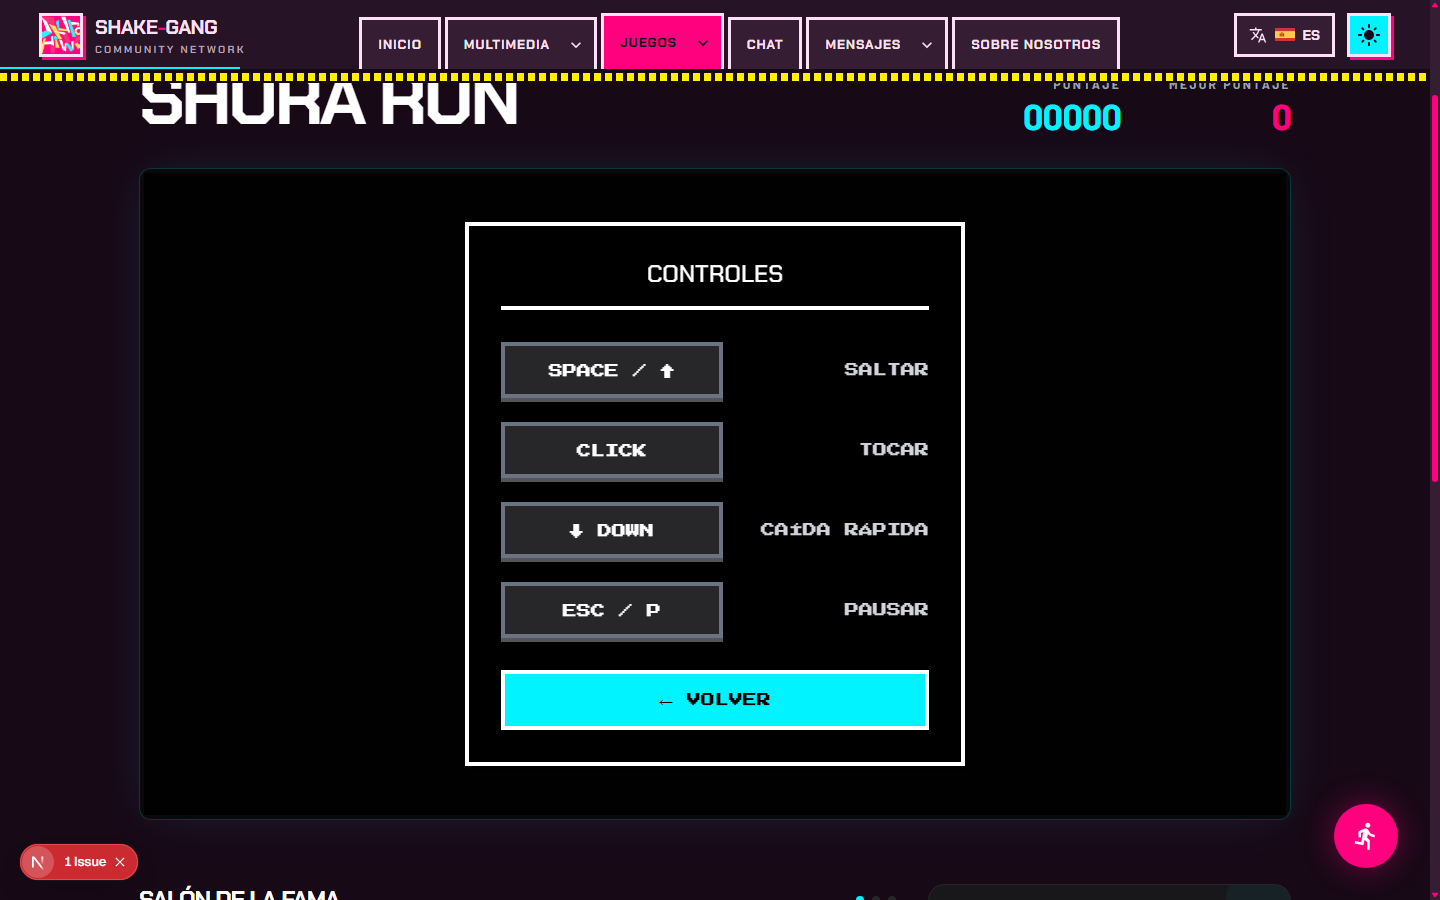 SHAKE-GANG
COMMUNITY NETWORK
INICIO
MULTIMEDIA
JUEGOS
CHAT
MENSAJES
SOBRE NOSOTROS
ES
SHURA RUN
PUNTAJE
MEJOR PUNTAJE
00000
0
CONTROLES
SPACE / ↑ SALTAR
CLICK TOCAR
↓ DOWN CAÍDA RÁPIDA
ESC / P PAUSAR
← VOLVER
N 1 Issue
SALÓN DE LA FAMA